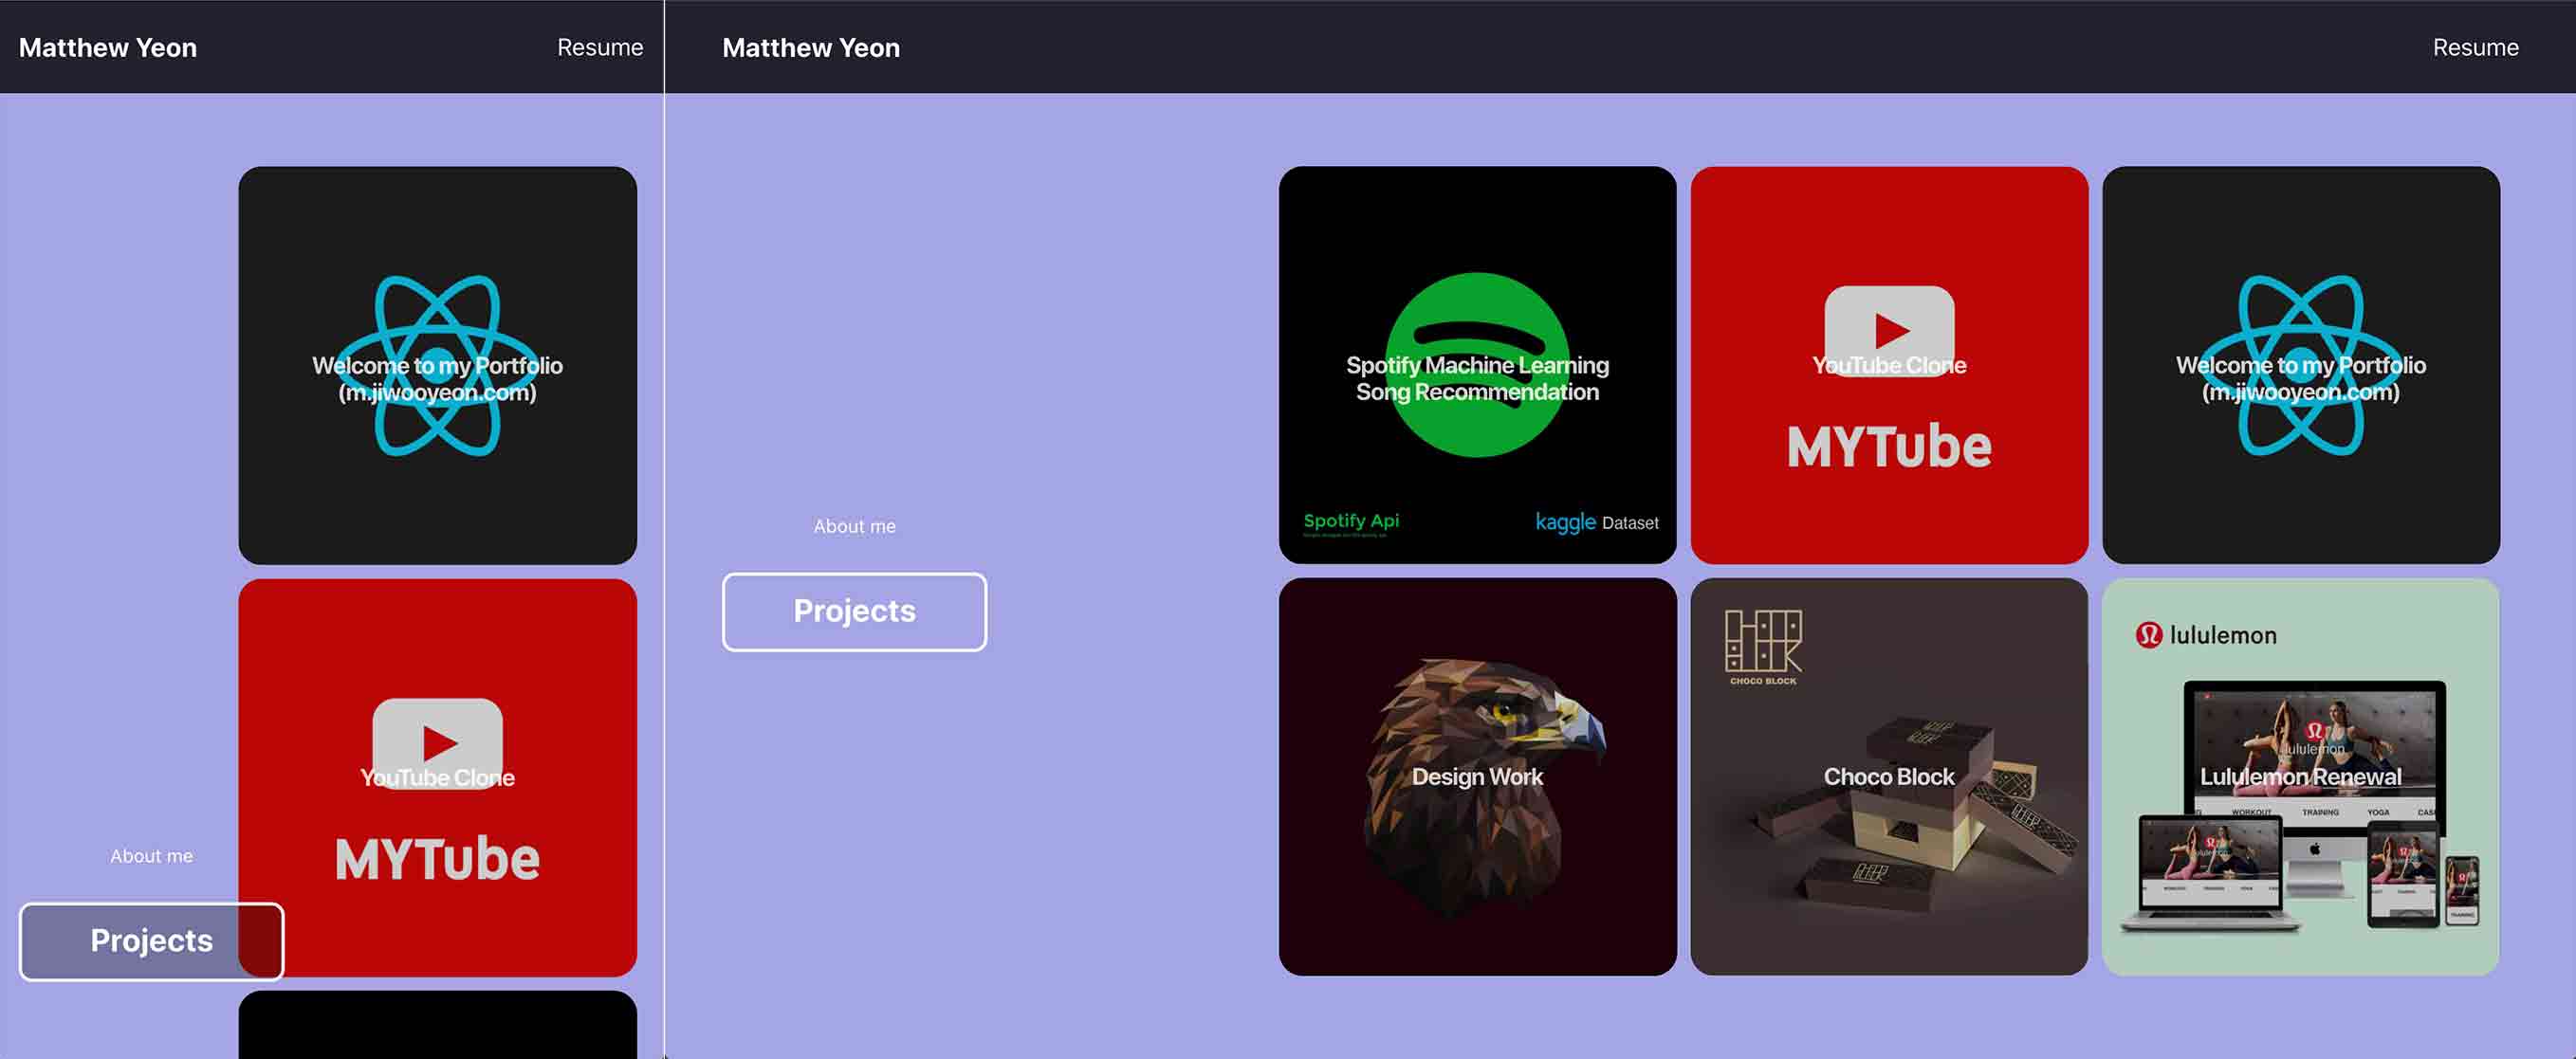 Matthew Yeon
Resume
Welcome to my Portfolio
(m.jiwooyeon.com)
YouTube Clone
MYTube
About me
Projects
Matthew Yeon
Resume
About me
Projects
Spotify Machine Learning
Song Recommendation
Spotify Api
kaggle Dataset
YouTube Clone
MYTube
Welcome to my Portfolio
(m.jiwooyeon.com)
Design Work
CHOCO BLOCK
Choco Block
lululemon
lululemon
Lululemon Renewal
WORKOUT TRAINING YOGA
TRAINING